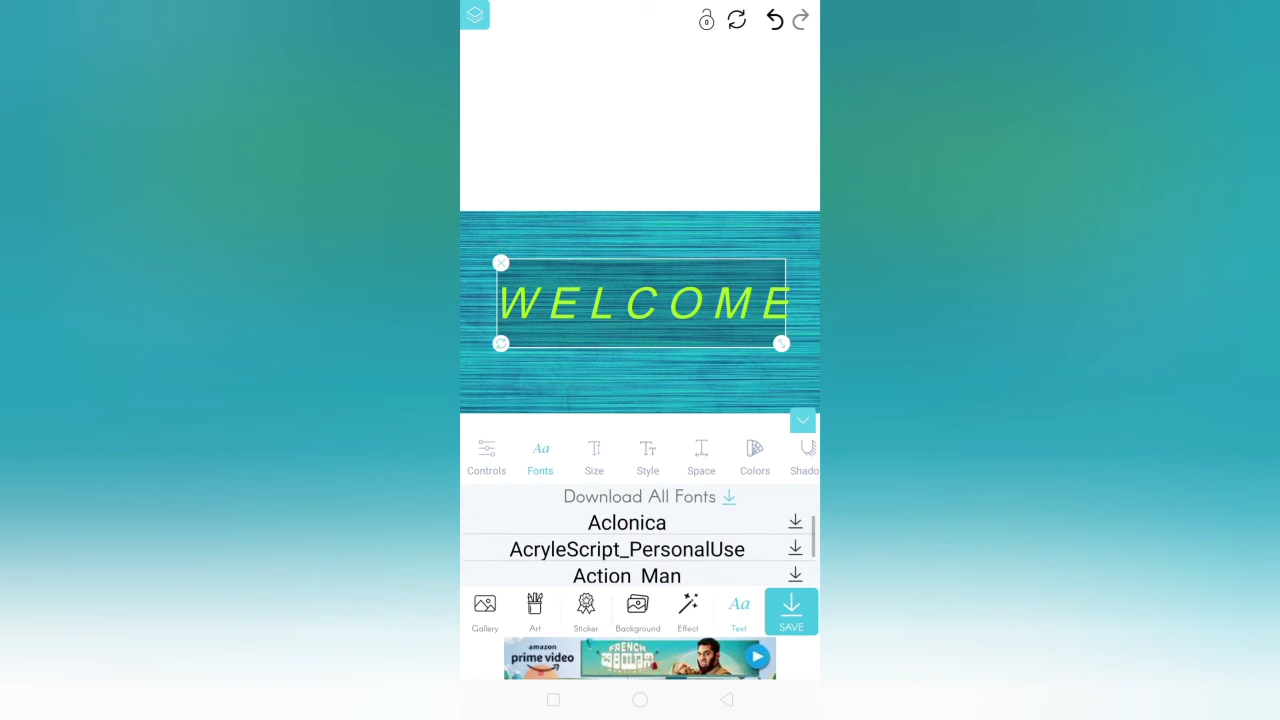 WELCOME
Controls Fonts Size Style Space Colors Shado
Download All Fonts
Aclonica
AcryleScript_PersonalUse
Action Man
Gallery Art Sticker Background Effect Text SAVE
amazon
prime video
FRENCH